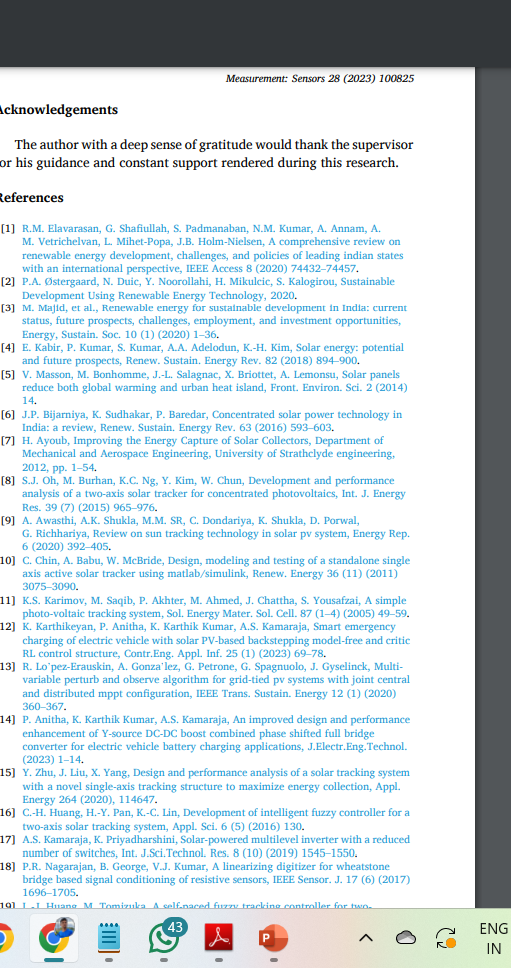 Measurement: Sensors 28 (2023) 100825
Acknowledgements
The author with a deep sense of gratitude would thank the supervisor
or his guidance and constant support rendered during this research.
References
[1] R.M. Elavarasan, G. Shafiullah, S. Padmanaban, N.M. Kumar, A. Annam, A.
M. Vetrichelvan, L. Mihet-Popa, J.B. Holm-Nielsen, A comprehensive review on
renewable energy development, challenges, and policies of leading indian states
with an international perspective, IEEE Access 8 (2020) 74432–74457.
[2] P.A. Østergaard, N. Duic, Y. Noorollahi, H. Mikulcic, S. Kalogirou, Sustainable
Development Using Renewable Energy Technology, 2020.
[3] M. Majid, et al., Renewable energy for sustainable development in India: current
status, future prospects, challenges, employment, and investment opportunities,
Energy, Sustain. Soc. 10 (1) (2020) 1–36.
[4] E. Kabir, P. Kumar, S. Kumar, A.A. Adelodun, K.-H. Kim, Solar energy: potential
and future prospects, Renew. Sustain. Energy Rev. 82 (2018) 894–900.
[5] V. Masson, M. Bonhomme, J.-L. Salagnac, X. Briottet, A. Lemonsu, Solar panels
reduce both global warming and urban heat island, Front. Environ. Sci. 2 (2014)
14.
[6] J.P. Bijarniya, K. Sudhakar, P. Baredar, Concentrated solar power technology in
India: a review, Renew. Sustain. Energy Rev. 63 (2016) 593–603.
[7] H. Ayoub, Improving the Energy Capture of Solar Collectors, Department of
Mechanical and Aerospace Engineering, University of Strathclyde engineering,
2012, pp. 1–54.
[8] S.J. Oh, M. Burhan, K.C. Ng, Y. Kim, W. Chun, Development and performance
analysis of a two-axis solar tracker for concentrated photovoltaics, Int. J. Energy
Res. 39 (7) (2015) 965–976.
[9] A. Awasthi, A.K. Shukla, M.M. SR, C. Dondariya, K. Shukla, D. Porwal,
G. Richhariya, Review on sun tracking technology in solar pv system, Energy Rep.
6 (2020) 392–405.
10] C. Chin, A. Babu, W. McBride, Design, modeling and testing of a standalone single
axis active solar tracker using matlab/simulink, Renew. Energy 36 (11) (2011)
3075–3090.
11] K.S. Karimov, M. Saqib, P. Akhter, M. Ahmed, J. Chattha, S. Yousafzai, A simple
photo-voltaic tracking system, Sol. Energy Mater. Sol. Cell. 87 (1–4) (2005) 49–59.
12] K. Karthikeyan, P. Anitha, K. Karthik Kumar, A.S. Kamaraja, Smart emergency
charging of electric vehicle with solar PV-based backstepping model-free and critic
RL control structure, Contr.Eng. Appl. Inf. 25 (1) (2023) 69–78.
13] R. Lo´pez-Erauskin, A. Gonza´lez, G. Petrone, G. Spagnuolo, J. Gyselinck, Multi-
variable perturb and observe algorithm for grid-tied pv systems with joint central
and distributed mppt configuration, IEEE Trans. Sustain. Energy 12 (1) (2020)
360–367.
14] P. Anitha, K. Karthik Kumar, A.S. Kamaraja, An improved design and performance
enhancement of Y-source DC-DC boost combined phase shifted full bridge
converter for electric vehicle battery charging applications, J.Electr.Eng.Technol.
(2023) 1–14.
15] Y. Zhu, J. Liu, X. Yang, Design and performance analysis of a solar tracking system
with a novel single-axis tracking structure to maximize energy collection, Appl.
Energy 264 (2020), 114647.
16] C.-H. Huang, H.-Y. Pan, K.-C. Lin, Development of intelligent fuzzy controller for a
two-axis solar tracking system, Appl. Sci. 6 (5) (2016) 130.
17] A.S. Kamaraja, K. Priyadharshini, Solar-powered multilevel inverter with a reduced
number of switches, Int. J.Sci.Technol. Res. 8 (10) (2019) 1545–1550.
18] P.R. Nagarajan, B. George, V.J. Kumar, A linearizing digitizer for wheatstone
bridge based signal conditioning of resistive sensors, IEEE Sensor. J. 17 (6) (2017)
1696–1705.
19] J.-J. Huang, M. Tomizuka, A self-paced fuzzy tracking controller for two-
43
P
ENG
IN